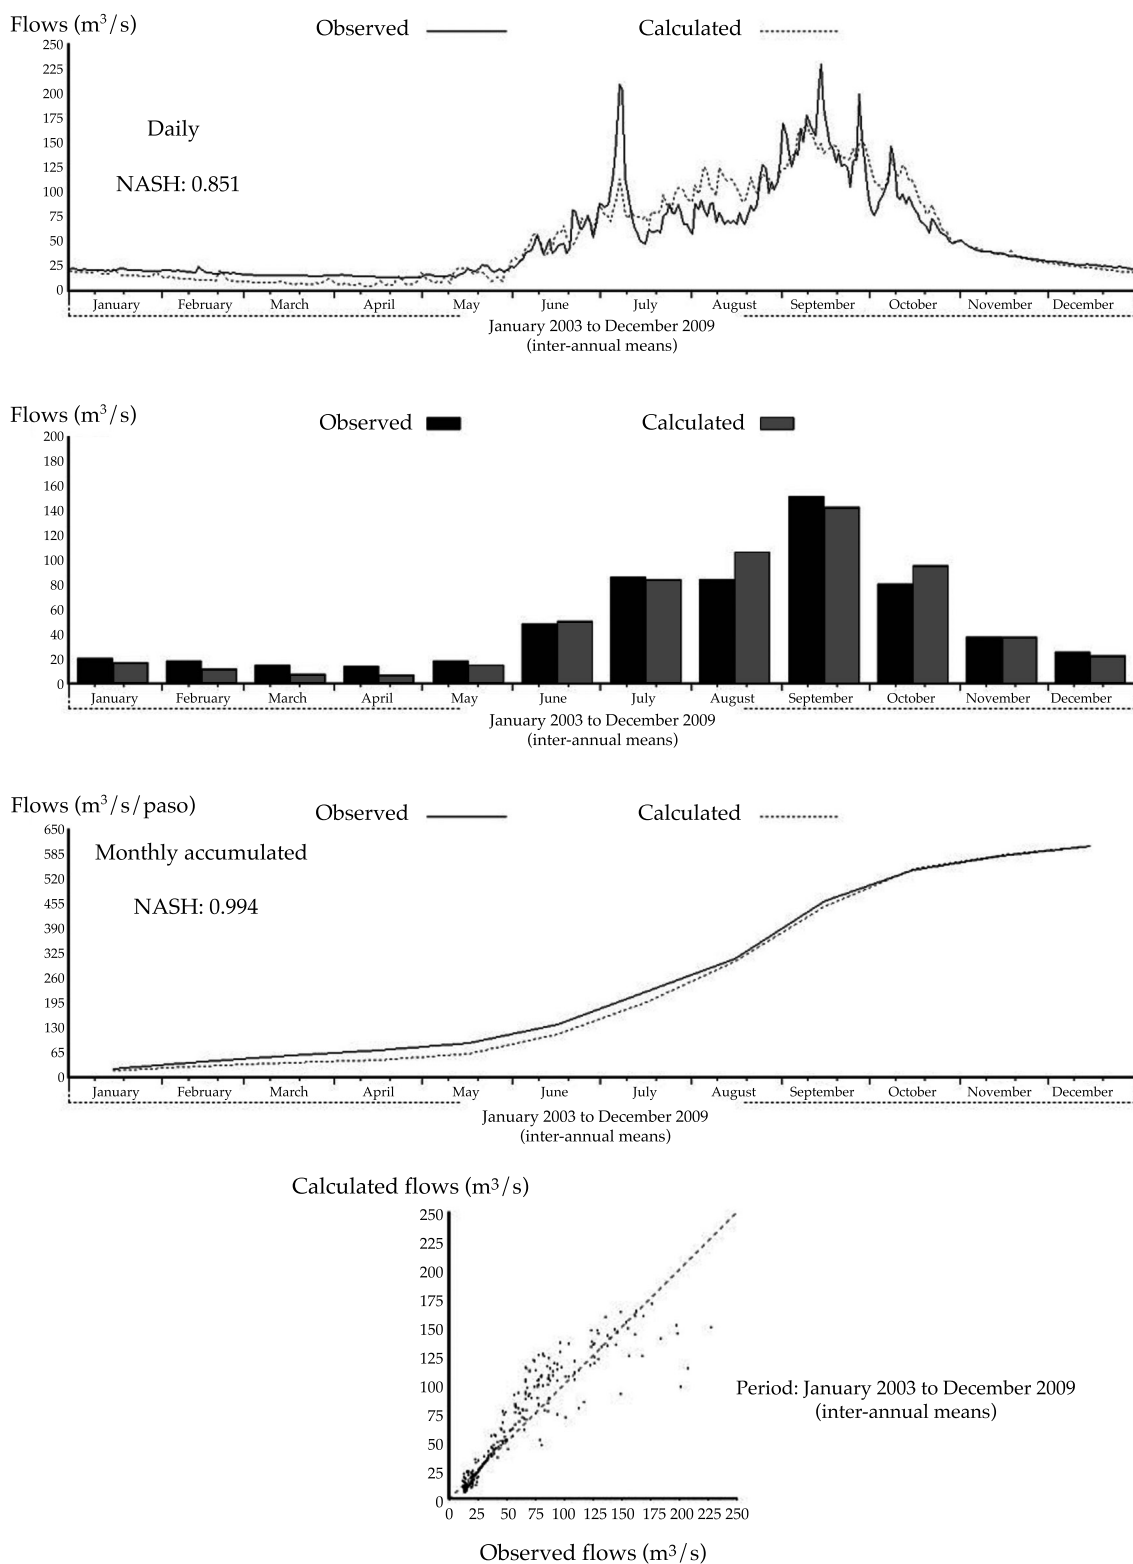 Flows (m³/s)
Observed Calculated
250
225
200
175
150
125
100
75
50
25
0
Daily
NASH: 0.851
January February March April May June July August September October November December
January 2003 to December 2009
(inter-annual means)
Flows (m³/s)
Observed Calculated
200
180
160
140
120
100
80
60
40
20
0
January February March April May June July August September October November December
January 2003 to December 2009
(inter-annual means)
Flows (m³/s/paso)
Observed Calculated
650
585
520
455
390
325
260
195
130
65
0
Monthly accumulated
NASH: 0.994
January February March April May June July August September October November December
January 2003 to December 2009
(inter-annual means)
Calculated flows (m³/s)
250
225
200
175
150
125
100
75
50
25
0
Period: January 2003 to December 2009
(inter-annual means)
0 25 50 75 100 125 150 175 200 225 250
Observed flows (m³/s)